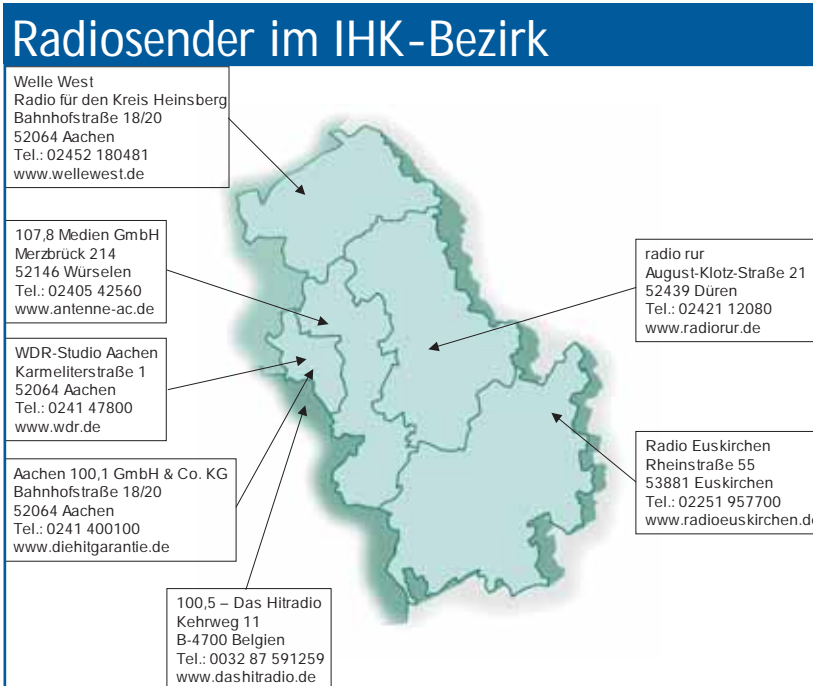 Radiosender im IHK-Bezirk
Welle West
Radio für den Kreis Heinsberg
Bahnhofstraße 18/20
52064 Aachen
Tel.: 02452 180481
www.wellewest.de
107,8 Medien GmbH
Merzbrück 214
52146 Würselen
Tel.: 02405 42560
www.antenne-ac.de
WDR-Studio Aachen
Karmeliterstraße 1
52064 Aachen
Tel.: 0241 47800
www.wdr.de
Aachen 100,1 GmbH & Co. KG
Bahnhofstraße 18/20
52064 Aachen
Tel.: 0241 400100
www.diehitgarantie.de
100,5 – Das Hitradio
Kehrweg 11
B-4700 Belgien
Tel.: 0032 87 591259
www.dashitradio.de
radio rur
August-Klotz-Straße 21
52439 Düren
Tel.: 02421 12080
www.radiorur.de
Radio Euskirchen
Rheinstraße 55
53881 Euskirchen
Tel.: 02251 957700
www.radioeuskirchen.de